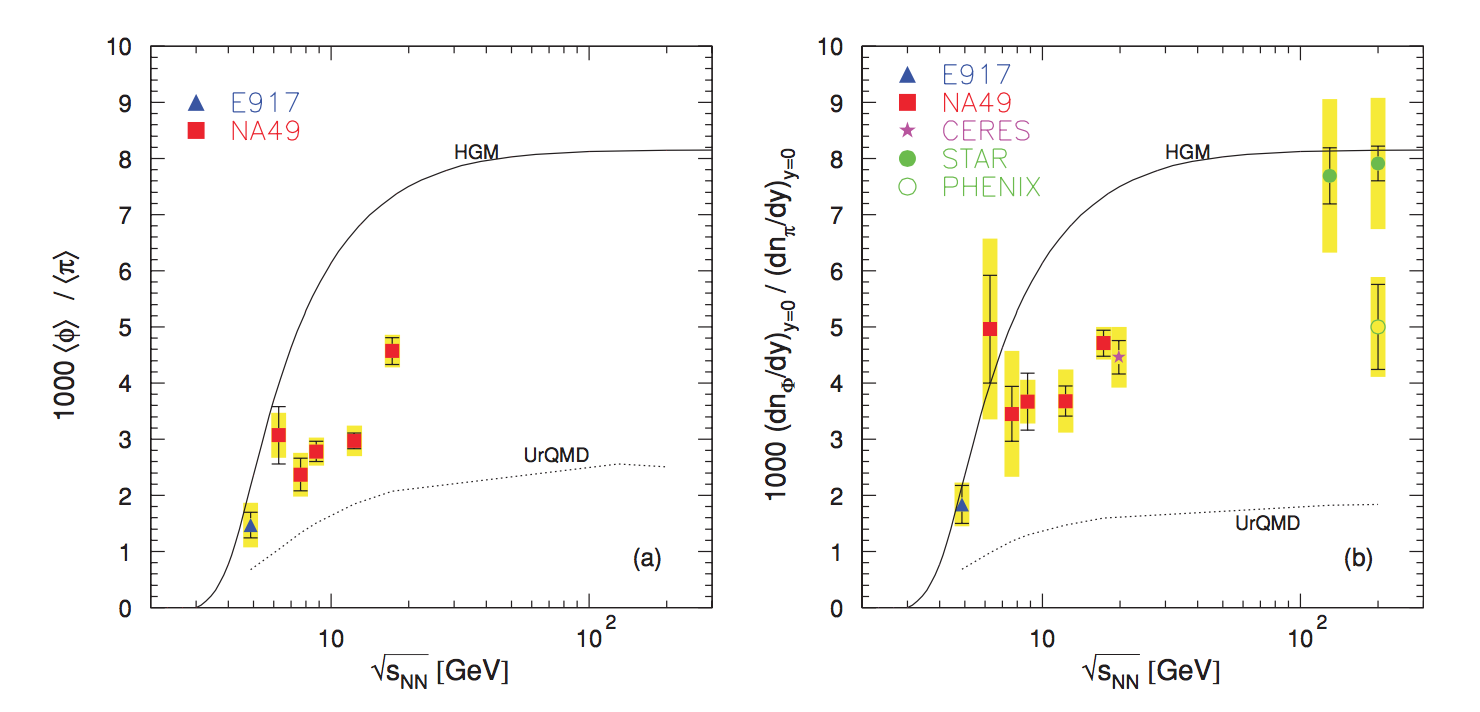 10
9
8
7
6
5
4
3
2
1
0
1000 ⟨ϕ⟩ / ⟨π⟩
E917
NA49
HGM
UrQMD
(a)
10
10²
√sNN [GeV]
10
9
8
7
6
5
4
3
2
1
0
1000 (dnΦ/dy)y=0 / (dnπ/dy)y=0
E917
NA49
CERES
STAR
PHENIX
HGM
UrQMD
(b)
10
10²
√sNN [GeV]